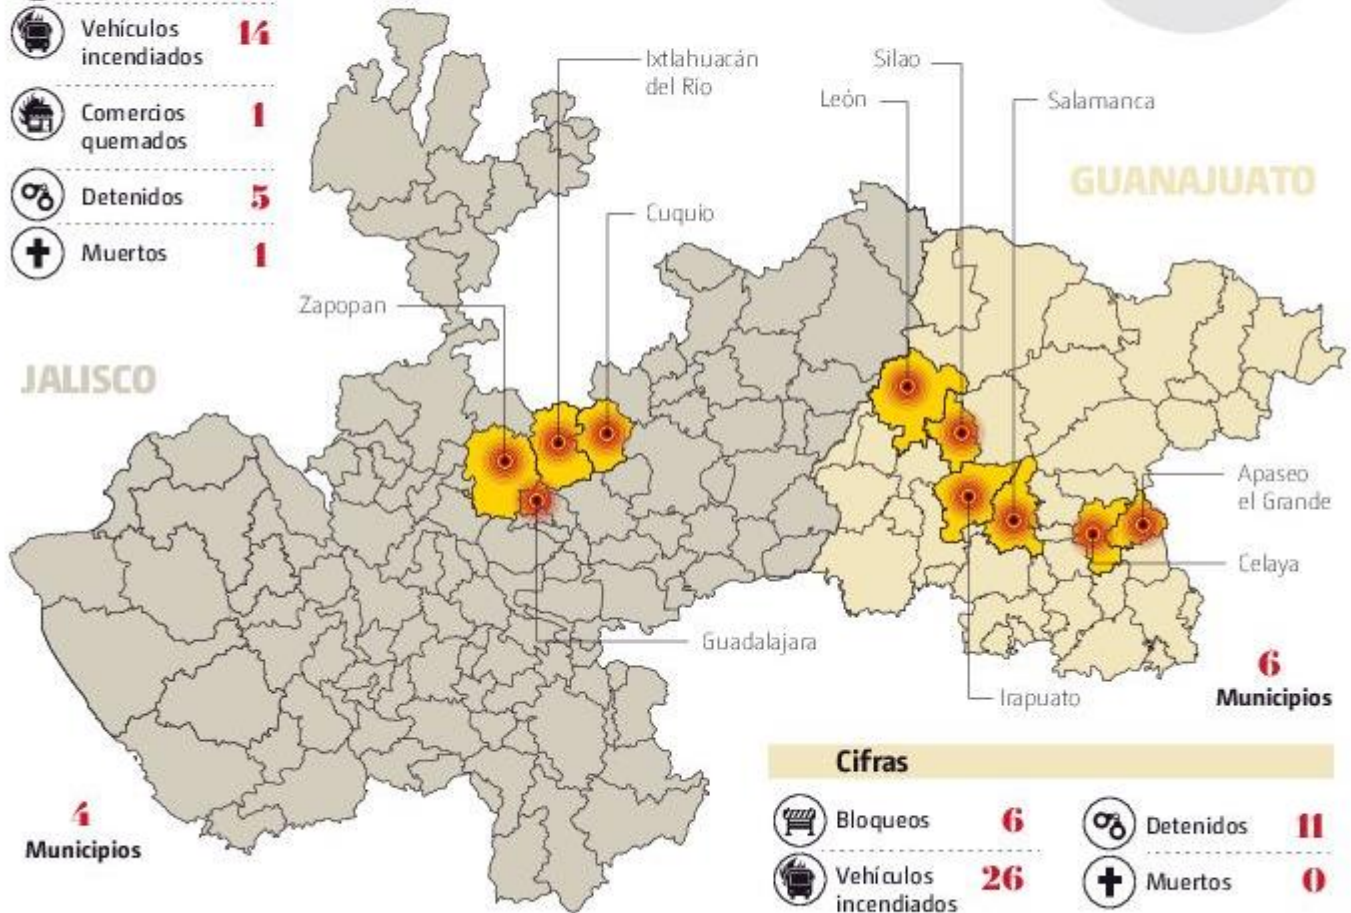 Vehículos
incendiados
14
Comercios
quemados
1
Detenidos
5
Muertos
1
Ixtlahuacán
del Río
Silao
León
Salamanca
GUANAJUATO
Cuquio
Zapopan
JALISCO
Apaseo
el Grande
Celaya
Guadalajara
Irapuato
6
Municipios
4
Municipios
Cifras
Bloqueos
6
Detenidos
11
Vehículos
incendiados
26
Muertos
0